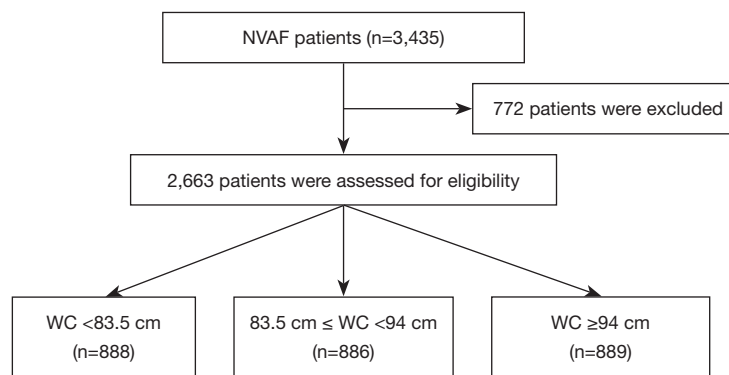 NVAF patients (n=3,435)
772 patients were excluded
2,663 patients were assessed for eligibility
WC <83.5 cm
(n=888)
83.5 cm ≤ WC <94 cm
(n=886)
WC ≥94 cm
(n=889)